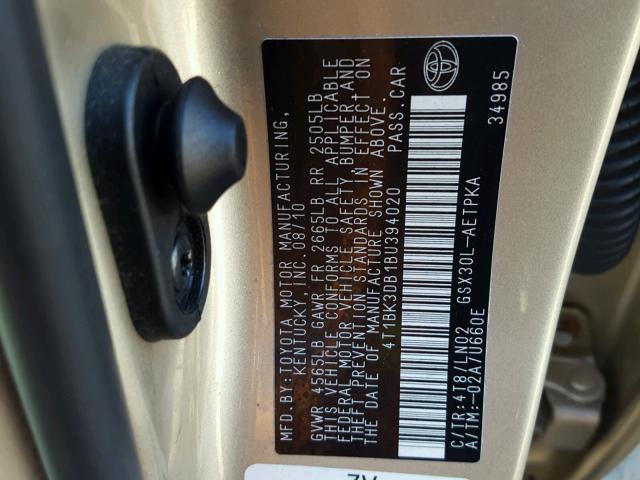 MFD.BY:TOYOTA MOTOR MANUFACTURING,
KENTUCKY, INC. 08/10
GVWR 4565LB GAWR FR 2665LB RR 2505LB
THIS VEHICLE CONFORMS TO ALL APPLICABLE
FEDERAL MOTOR VEHICLE SAFETY, BUMPER AND
THEFT PREVENTION STANDARDS IN EFFECT ON
THE DATE OF MANUFACTURE SHOWN ABOVE.
4T1BK3DB1BU394020 PASS.CAR
C/TR:4T8/LN02 GSX30L-AETPKA
A/TM:-02A/U660E
34985